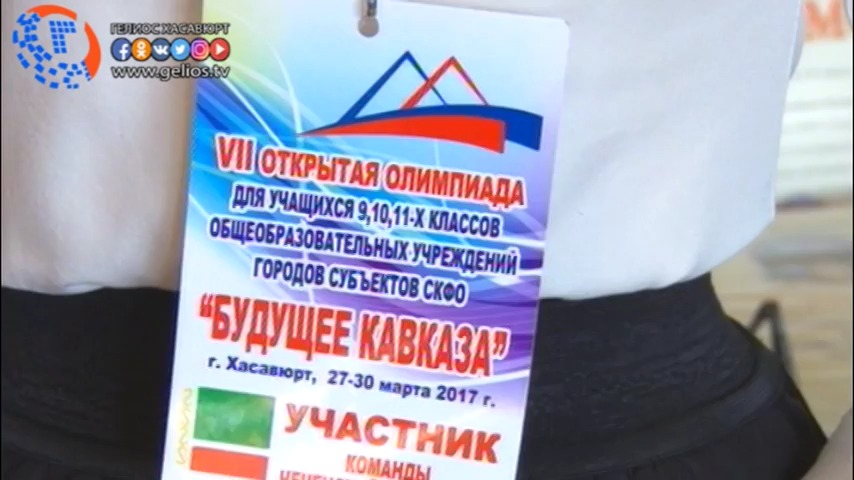 ГЕЛИОС ХАСАВЮРТ
www.gelios.tv
VII ОТКРЫТАЯ ОЛИМПИАДА
ДЛЯ УЧАЩИХСЯ 9,10,11-Х КЛАССОВ
ОБЩЕОБРАЗОВАТЕЛЬНЫХ УЧРЕЖДЕНИЙ
ГОРОДОВ СУБЪЕКТОВ СКФО
“БУДУЩЕЕ КАВКАЗА”
г. Хасавюрт, 27-30 марта 2017 г.
УЧАСТНИК
КОМАНДЫ